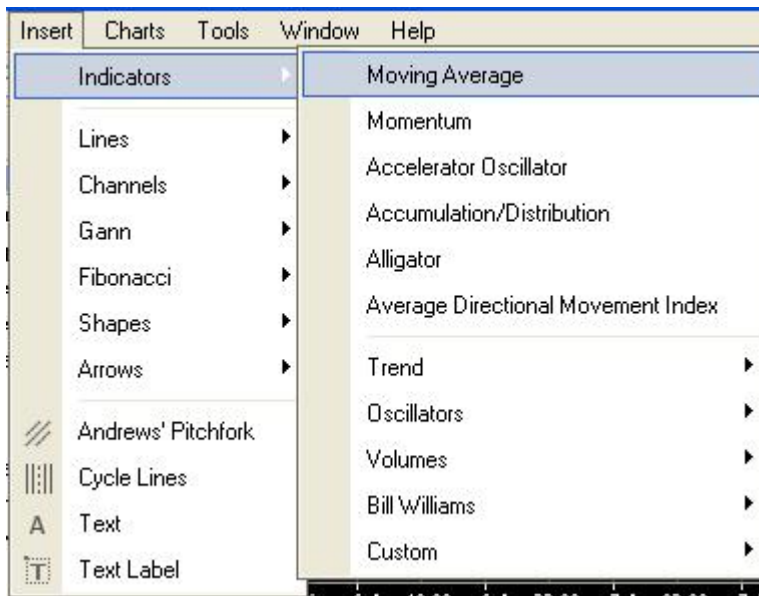 Insert Charts Tools Window Help
Indicators
Lines
Channels
Gann
Fibonacci
Shapes
Arrows
Andrews' Pitchfork
Cycle Lines
A Text
T Text Label
Moving Average
Momentum
Accelerator Oscillator
Accumulation/Distribution
Alligator
Average Directional Movement Index
Trend
Oscillators
Volumes
Bill Williams
Custom